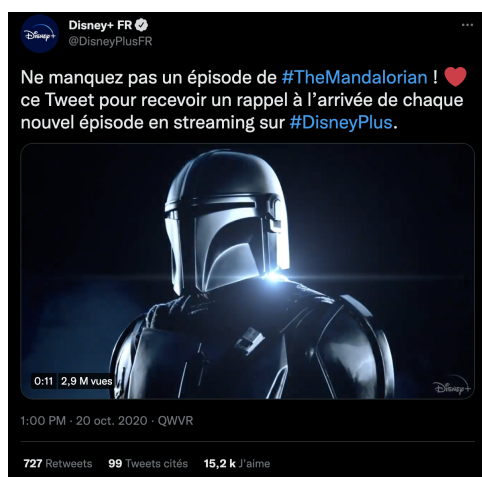 Disney+ FR
@DisneyPlusFR
Ne manquez pas un épisode de #TheMandalorian ! ❤️
ce Tweet pour recevoir un rappel à l’arrivée de chaque
nouvel épisode en streaming sur #DisneyPlus.
0:11 2,9 M vues
Disney+
1:00 PM · 20 oct. 2020 · QWVR
727 Retweets 99 Tweets cités 15,2 k J'aime